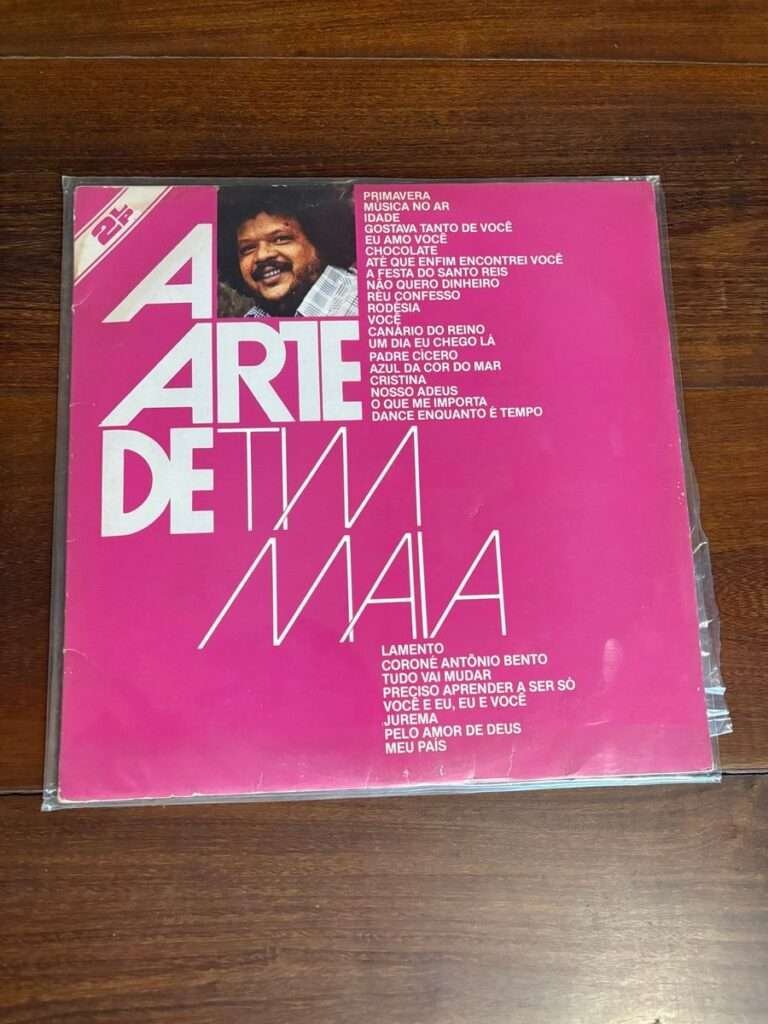 2LP
A
ARTE
DE TIM
MAIA
PRIMAVERA
MÚSICA NO AR
IDADE
GOSTAVA TANTO DE VOCÊ
EU AMO VOCÊ
CHOCOLATE
ATÉ QUE ENFIM ENCONTREI VOCÊ
A FESTA DO SANTO REIS
NÃO QUERO DINHEIRO
RÉU CONFESSO
RODÉSIA
VOCÊ
CANÁRIO DO REINO
UM DIA EU CHEGO LÁ
PADRE CÍCERO
AZUL DA COR DO MAR
CRISTINA
NOSSO ADEUS
O QUE ME IMPORTA
DANCE ENQUANTO É TEMPO
LAMENTO
CORONÉ ANTÔNIO BENTO
TUDO VAI MUDAR
PRECISO APRENDER A SER SÓ
VOCÊ E EU, EU E VOCÊ
JUREMA
PELO AMOR DE DEUS
MEU PAÍS